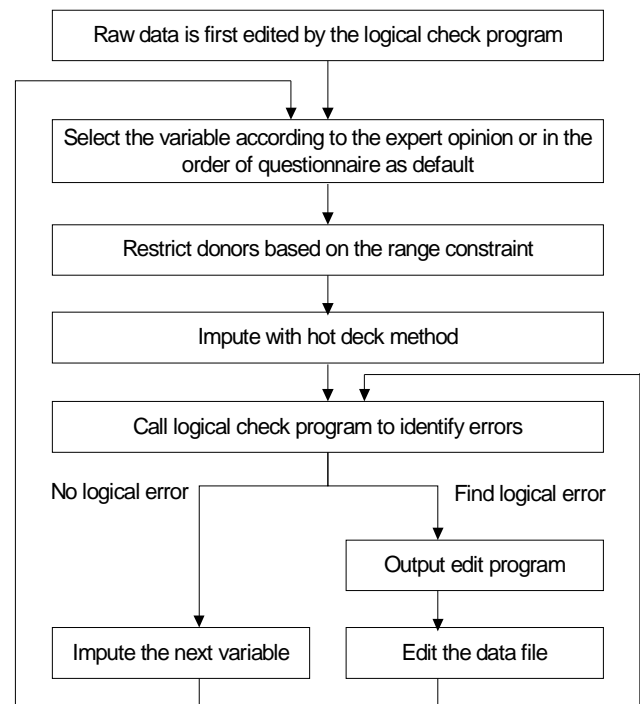 Raw data is first edited by the logical check program
Select the variable according to the expert opinion or in the
order of questionnaire as default
Restrict donors based on the range constraint
Impute with hot deck method
Call logical check program to identify errors
No logical error
Find logical error
Output edit program
Impute the next variable
Edit the data file